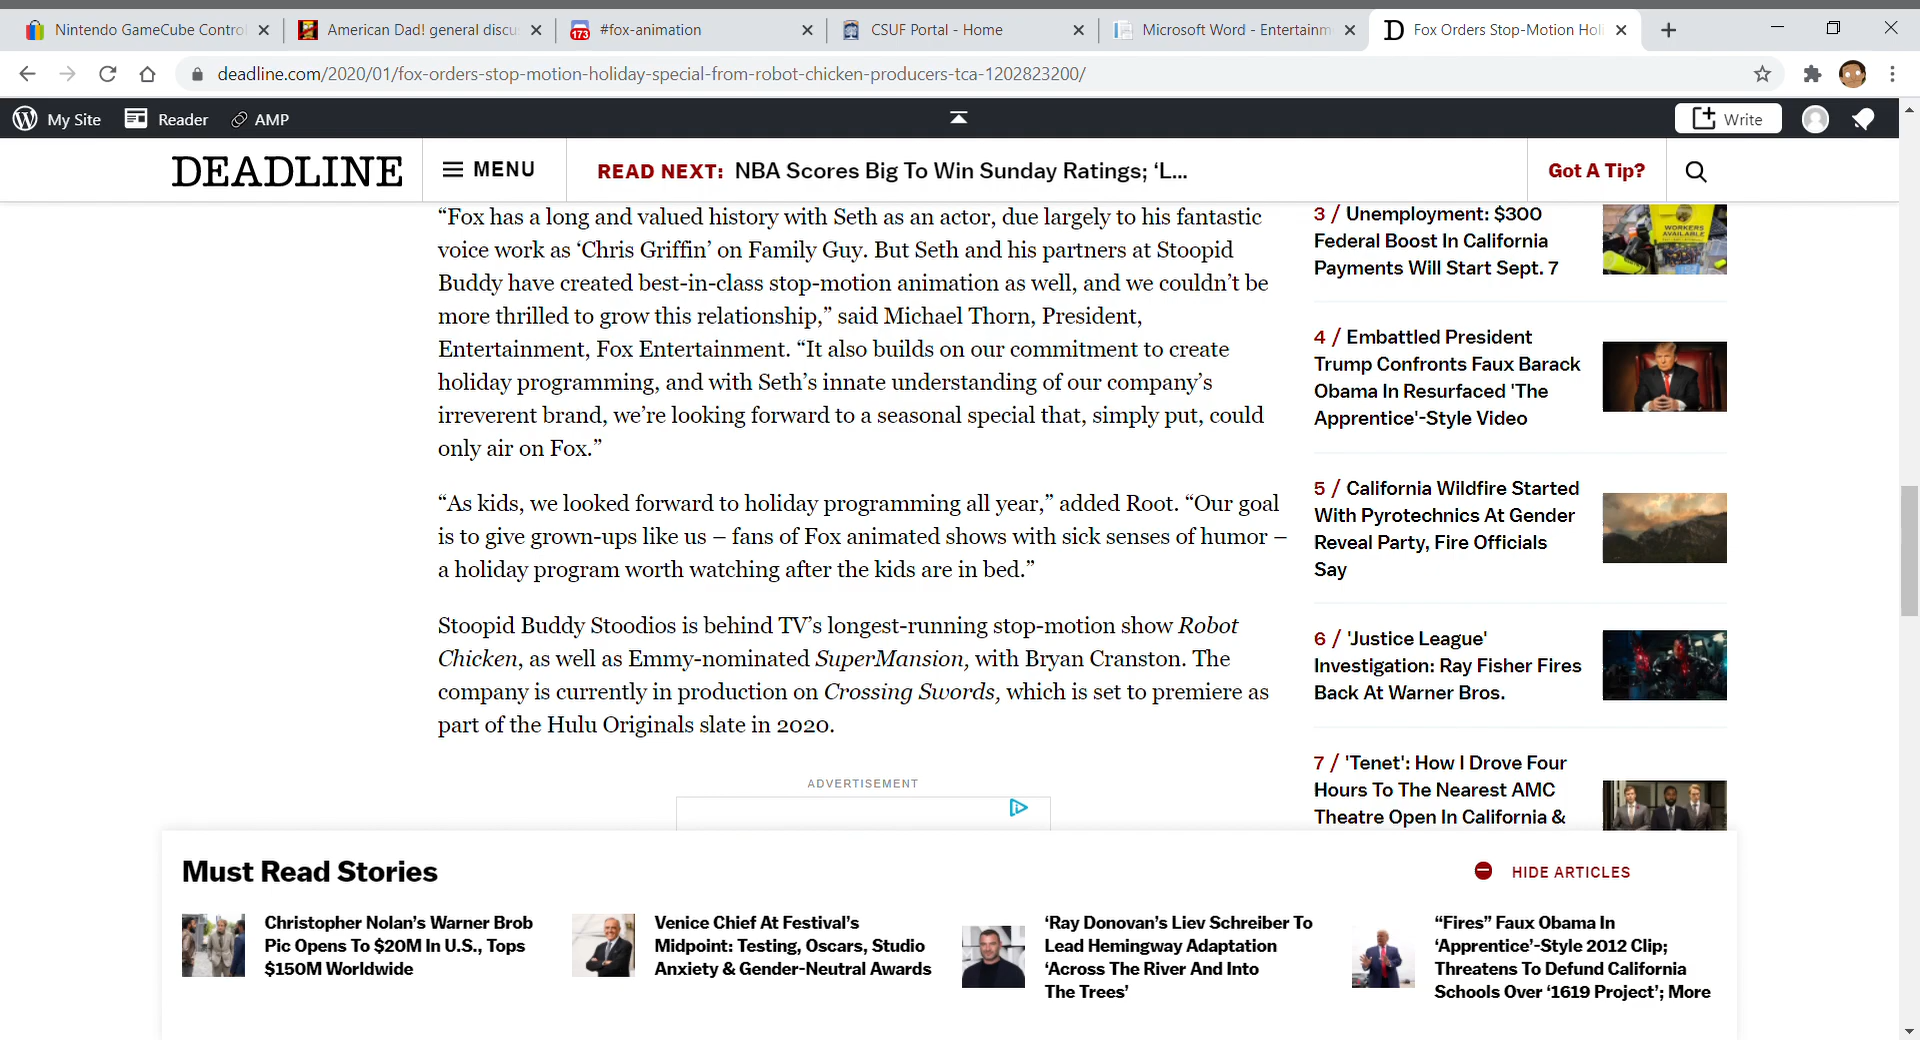 Nintendo GameCube Contro
American Dad! general discu
173
#fox-animation
CSUF Portal - Home
Microsoft Word - Entertainm
D
Fox Orders Stop-Motion Holi
deadline.com/2020/01/fox-orders-stop-motion-holiday-special-from-robot-chicken-producers-tca-1202823200/
My Site
Reader
AMP
Write
DEADLINE
MENU
READ NEXT: NBA Scores Big To Win Sunday Ratings; ‘L...
Got A Tip?
“Fox has a long and valued history with Seth as an actor, due largely to his fantastic
voice work as ‘Chris Griffin’ on Family Guy. But Seth and his partners at Stoopid
Buddy have created best-in-class stop-motion animation as well, and we couldn’t be
more thrilled to grow this relationship,” said Michael Thorn, President,
Entertainment, Fox Entertainment. “It also builds on our commitment to create
holiday programming, and with Seth’s innate understanding of our company’s
irreverent brand, we’re looking forward to a seasonal special that, simply put, could
only air on Fox.”
“As kids, we looked forward to holiday programming all year,” added Root. “Our goal
is to give grown-ups like us – fans of Fox animated shows with sick senses of humor –
a holiday program worth watching after the kids are in bed.”
Stoopid Buddy Stoodios is behind TV’s longest-running stop-motion show Robot
Chicken, as well as Emmy-nominated SuperMansion, with Bryan Cranston. The
company is currently in production on Crossing Swords, which is set to premiere as
part of the Hulu Originals slate in 2020.
ADVERTISEMENT
3 / Unemployment: $300
Federal Boost In California
Payments Will Start Sept. 7
WORKERS
AVAILABLE
4 / Embattled President
Trump Confronts Faux Barack
Obama In Resurfaced 'The
Apprentice'-Style Video
5 / California Wildfire Started
With Pyrotechnics At Gender
Reveal Party, Fire Officials
Say
6 / 'Justice League'
Investigation: Ray Fisher Fires
Back At Warner Bros.
7 / 'Tenet': How I Drove Four
Hours To The Nearest AMC
Theatre Open In California &
Must Read Stories
HIDE ARTICLES
Christopher Nolan’s Warner Brob
Pic Opens To $20M In U.S., Tops
$150M Worldwide
Venice Chief At Festival’s
Midpoint: Testing, Oscars, Studio
Anxiety & Gender-Neutral Awards
‘Ray Donovan’s Liev Schreiber To
Lead Hemingway Adaptation
‘Across The River And Into
The Trees’
“Fires” Faux Obama In
‘Apprentice’-Style 2012 Clip;
Threatens To Defund California
Schools Over ‘1619 Project’; More